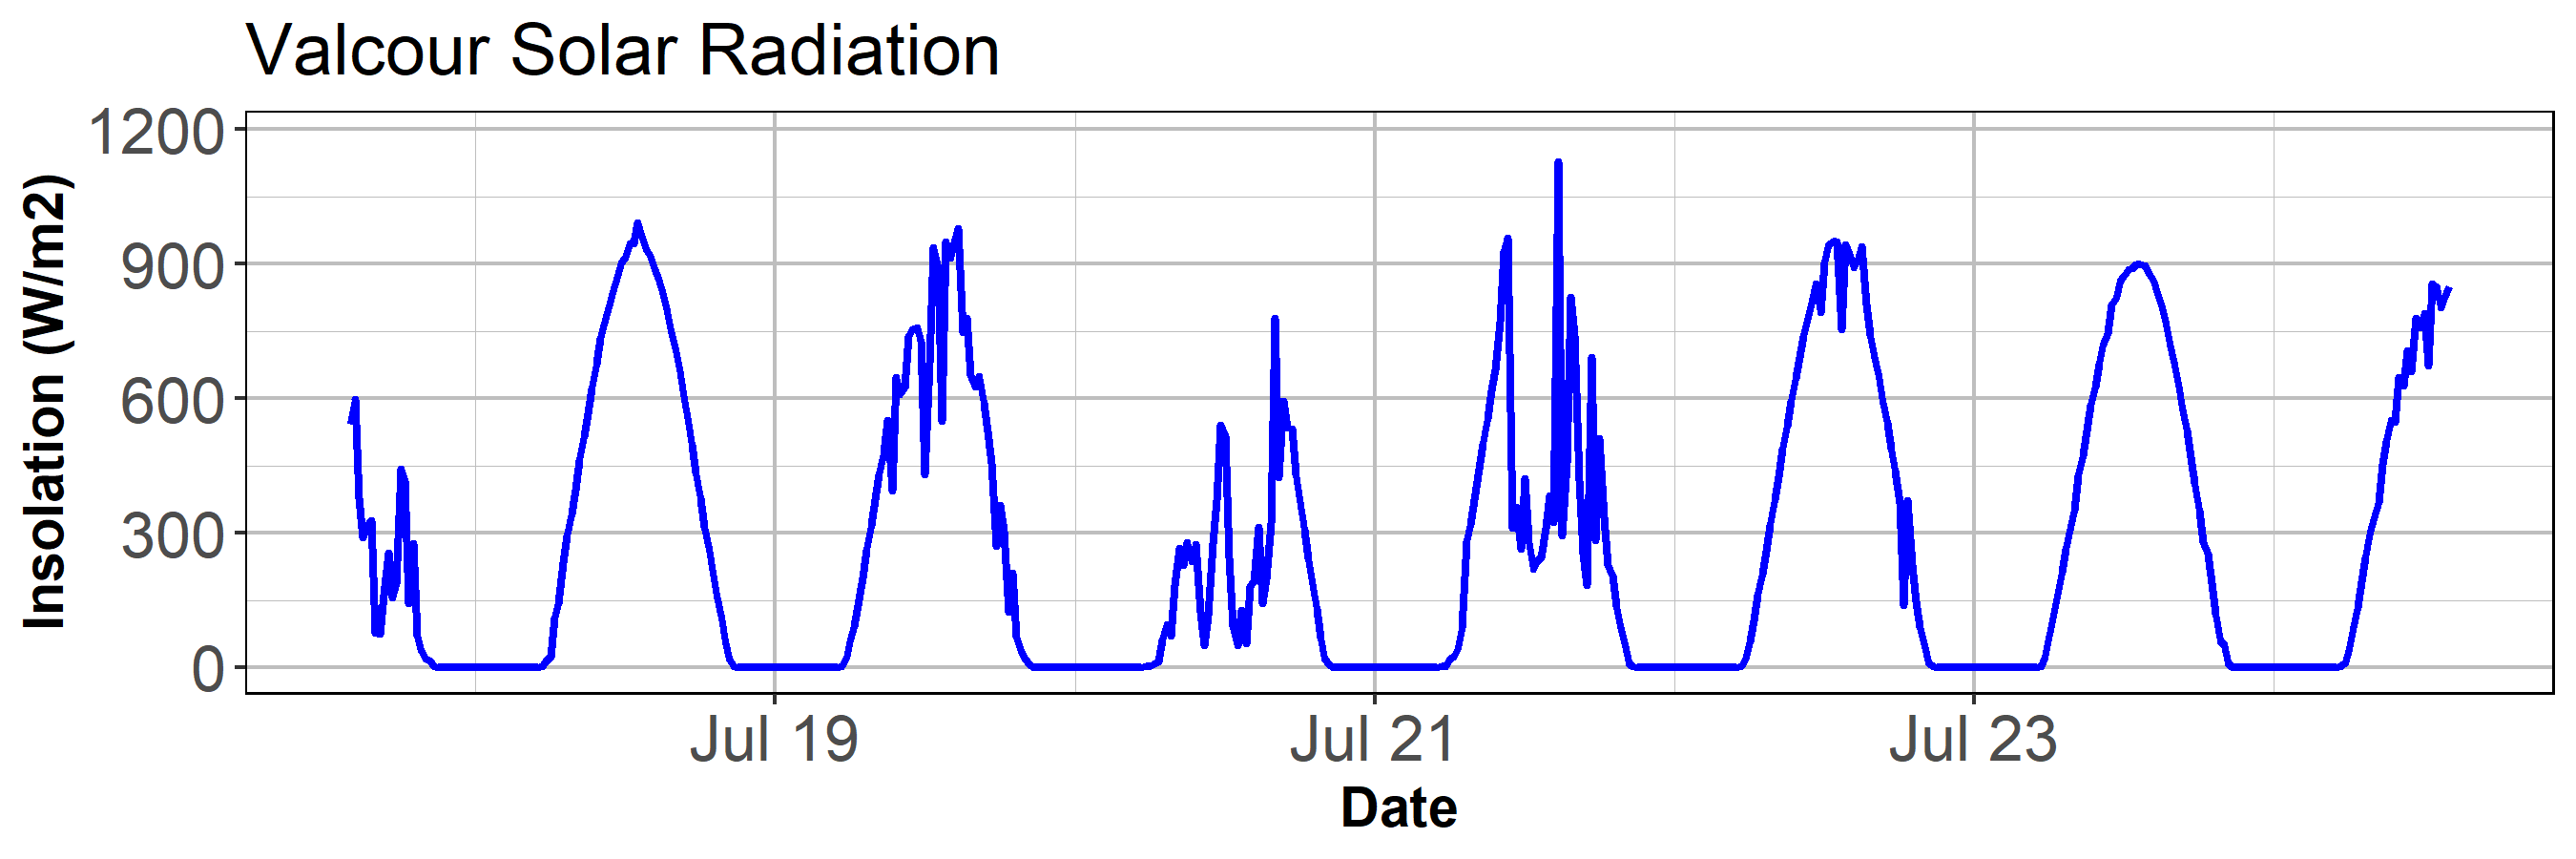 Valcour Solar Radiation
Insolation (W/m2)
1200
900
600
300
0
Jul 19
Jul 21
Jul 23
Date